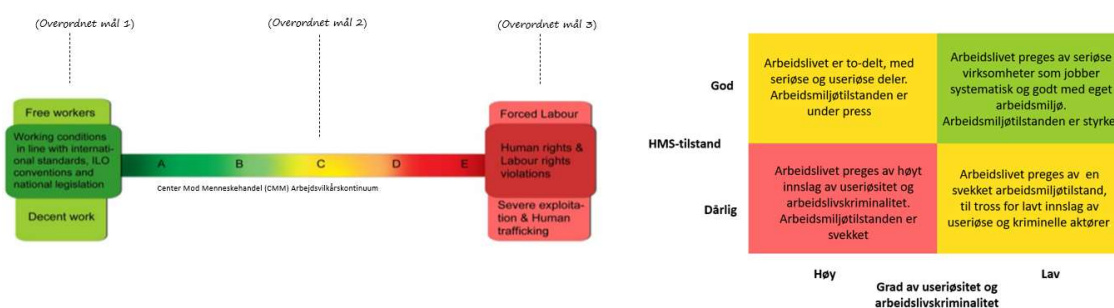 (Overordnet mål 1)
(Overordnet mål 2)
(Overordnet mål 3)
Free workers
Working conditions
in line with internati-
onal standards, ILO
conventions and
national legislation
Decent work
A
B
C
D
E
Center Mod Menneskehandel (CMM) Arbejdsvilkårskontinuum
Forced Labour
Human rights &
Labour rights
violations
Severe exploita-
tion & Human
trafficking
HMS-tilstand
God
Arbeidslivet er to-delt, med
seriøse og useriøse deler.
Arbeidsmiljøtilstanden er
under press
Arbeidslivet preges av seriøse
virksomheter som jobber
systematisk og godt med eget
arbeidsmiljø.
Arbeidsmiljøtilstanden er styrke
Dårlig
Arbeidslivet preges av høyt
innslag av useriøsitet og
arbeidslivskriminalitet.
Arbeidsmiljøtilstanden er
svekket
Arbeidslivet preges av en
svekket arbeidsmiljøtilstand,
til tross for lavt innslag av
useriøse og kriminelle aktører
Høy
Lav
Grad av useriøsitet og
arbeidslivskriminalitet